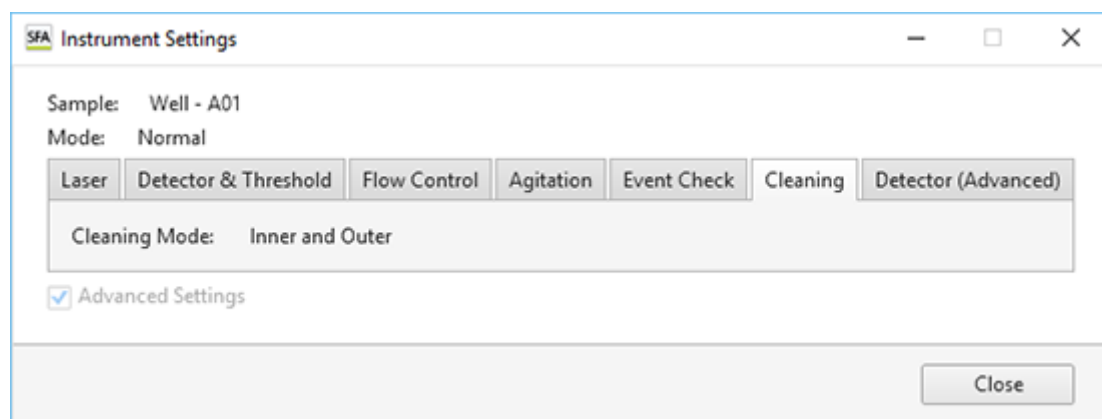 SFA Instrument Settings
Sample: Well - A01
Mode: Normal
Laser Detector & Threshold Flow Control Agitation Event Check Cleaning Detector (Advanced)
Cleaning Mode: Inner and Outer
Advanced Settings
Close